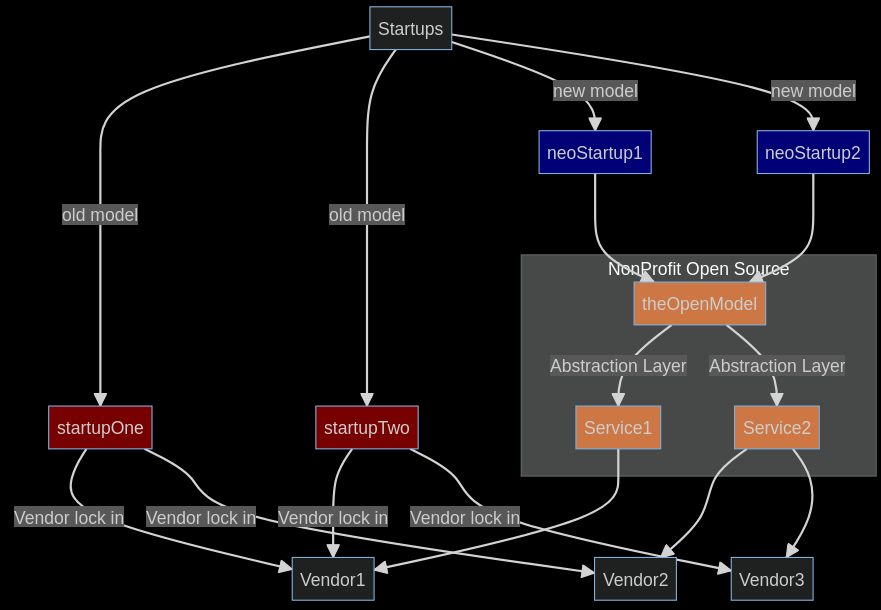 Startups
new model
new model
neoStartup1
neoStartup2
old model
old model
NonProfit Open Source
theOpenModel
Abstraction Layer
Abstraction Layer
startupOne
startupTwo
Service1
Service2
Vendor lock in
Vendor lock in
Vendor lock in
Vendor lock in
Vendor1
Vendor2
Vendor3